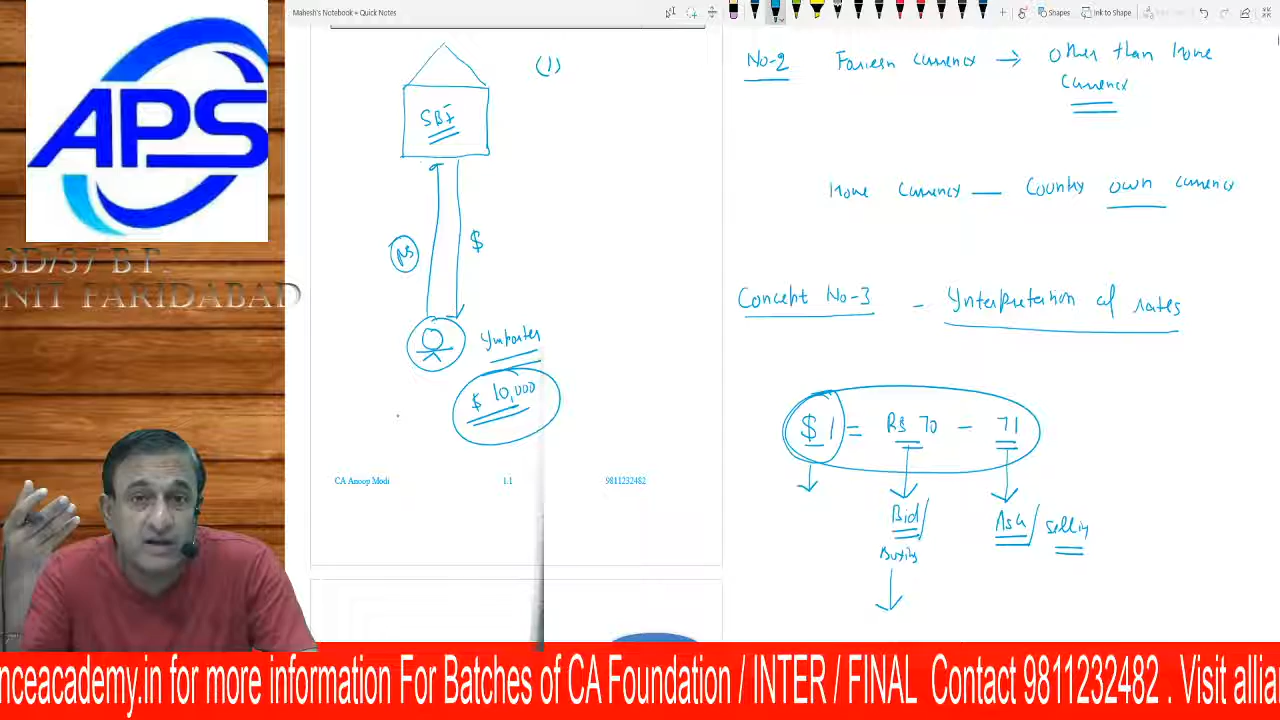 Mahesh's Notebook • Quick Notes
Shapes
Ink to Shape
APS
3D/37 B.P.
NIT FARIDABAD
(1)
SBI
Rs
$
Importer
$ 10,000
CA Anoop Modi
1.1
9811232482
No-2 Foriegn currency → other than Home
Currency
Home Currency — Country own currency
Concept No-3 - Interpretation of rates
$ 1 = Rs 70 - 71
Bid/
Buying
Ask/ selling
nceacademy.in for more information For Batches of CA Foundation / INTER / FINAL Contact 9811232482 . Visit allia